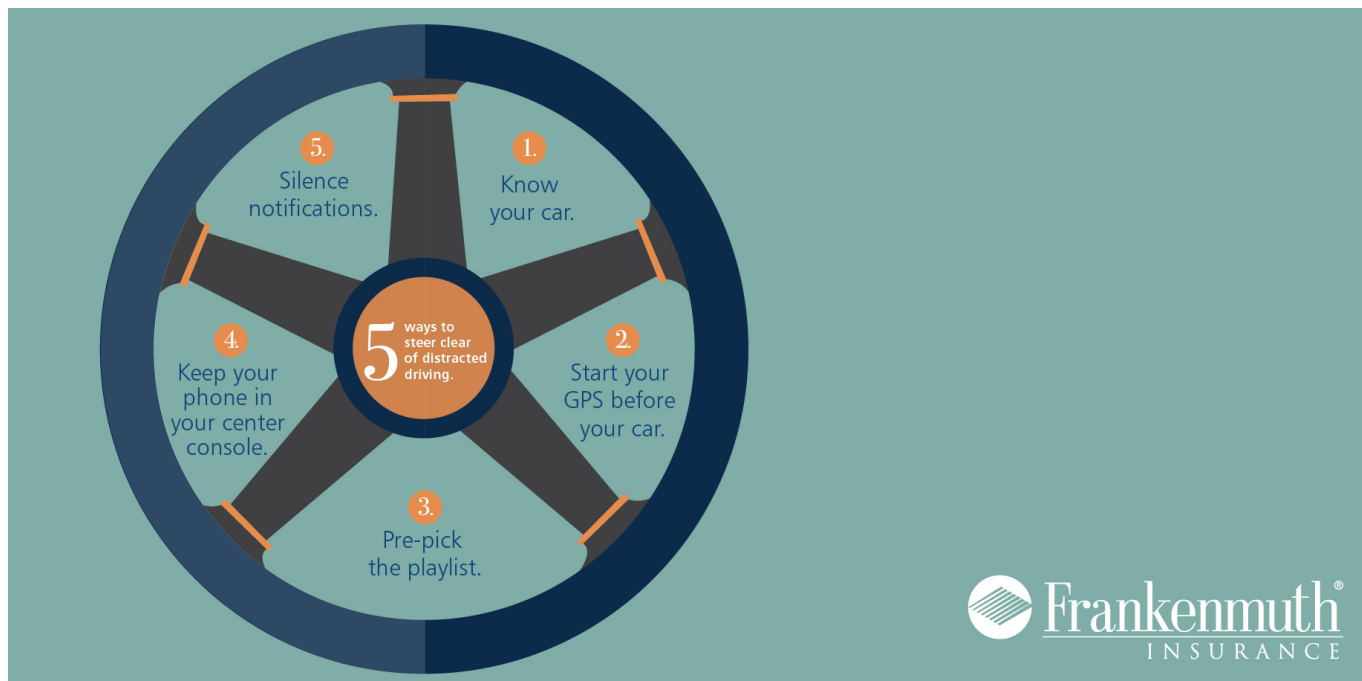 5 ways to
steer clear
of distracted
driving.
1.
Know
your car.
2.
Start your
GPS before
your car.
3.
Pre-pick
the playlist.
4.
Keep your
phone in
your center
console.
5.
Silence
notifications.
Frankenmuth®
INSURANCE